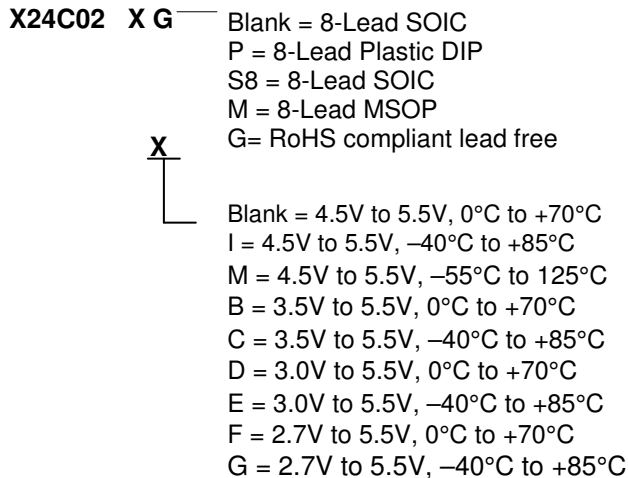 X24C02 X G Blank = 8-Lead SOIC
P = 8-Lead Plastic DIP
S8 = 8-Lead SOIC
M = 8-Lead MSOP
G= RoHS compliant lead free
X
Blank = 4.5V to 5.5V, 0°C to +70°C
I = 4.5V to 5.5V, –40°C to +85°C
M = 4.5V to 5.5V, –55°C to 125°C
B = 3.5V to 5.5V, 0°C to +70°C
C = 3.5V to 5.5V, –40°C to +85°C
D = 3.0V to 5.5V, 0°C to +70°C
E = 3.0V to 5.5V, –40°C to +85°C
F = 2.7V to 5.5V, 0°C to +70°C
G = 2.7V to 5.5V, –40°C to +85°C